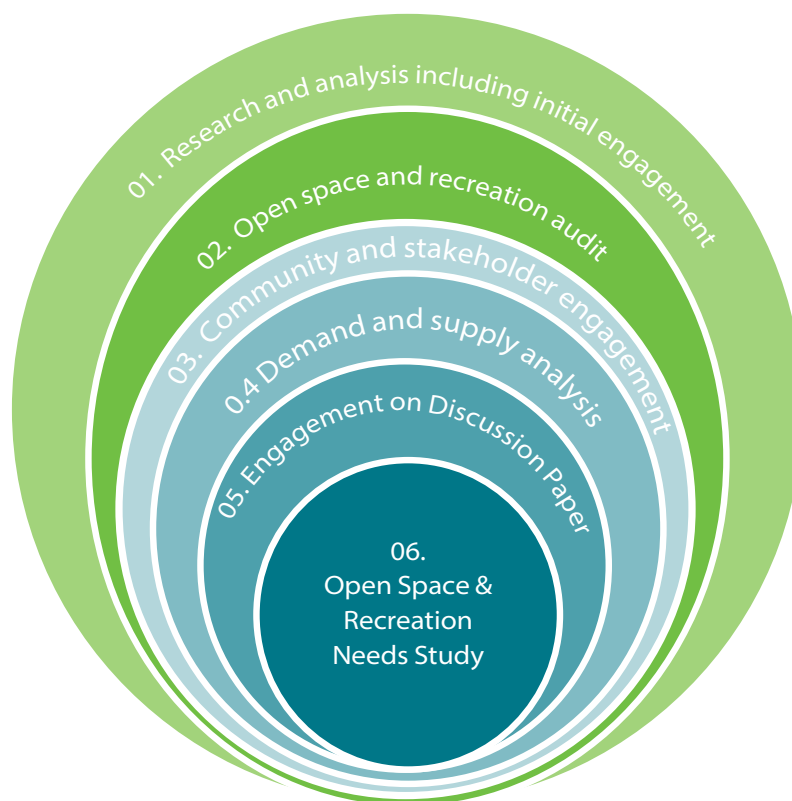 01. Research and analysis including initial engagement
02. Open space and recreation audit
03. Community and stakeholder engagement
0.4 Demand and supply analysis
05. Engagement on Discussion Paper
06.
Open Space &
Recreation
Needs Study